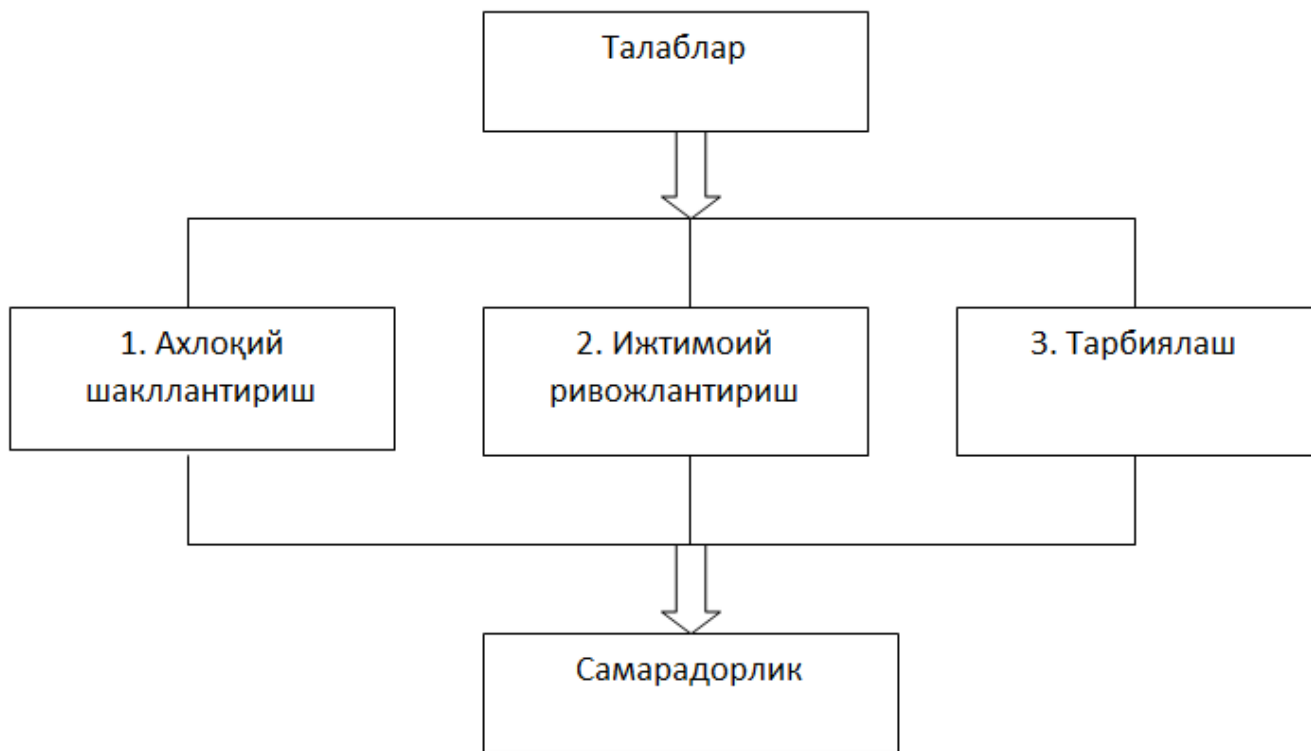 Талаблар
1. Ахлоқий
шакллантириш
2. Ижтимоий
ривожлантириш
3. Тарбиялаш
Самарадорлик